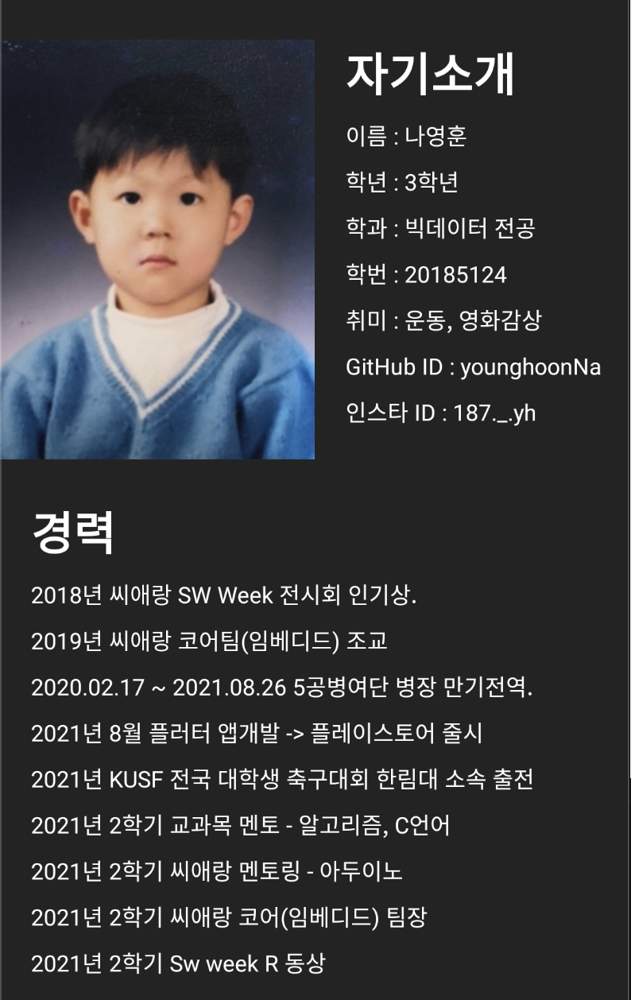 자기소개
이름 : 나영훈
학년 : 3학년
학과 : 빅데이터 전공
학번 : 20185124
취미 : 운동, 영화감상
GitHub ID : younghoonNa
인스타 ID : 187._.yh
경력
2018년 씨애랑 SW Week 전시회 인기상.
2019년 씨애랑 코어팀(임베디드) 조교
2020.02.17 ~ 2021.08.26 5공병여단 병장 만기전역.
2021년 8월 플러터 앱개발 -> 플레이스토어 출시
2021년 KUSF 전국 대학생 축구대회 한림대 소속 출전
2021년 2학기 교과목 멘토 - 알고리즘, C언어
2021년 2학기 씨애랑 멘토링 - 아두이노
2021년 2학기 씨애랑 코어(임베디드) 팀장
2021년 2학기 Sw week R 동상